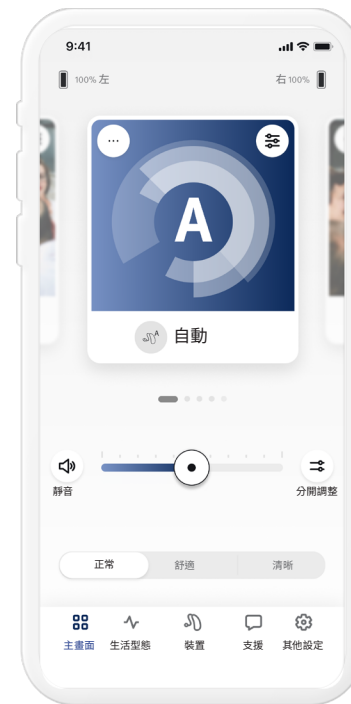 9:41
100% 左
右 100%
...
A
A
自動
靜音
分開調整
正常
舒適
清晰
主畫面
生活型態
裝置
支援
其他設定